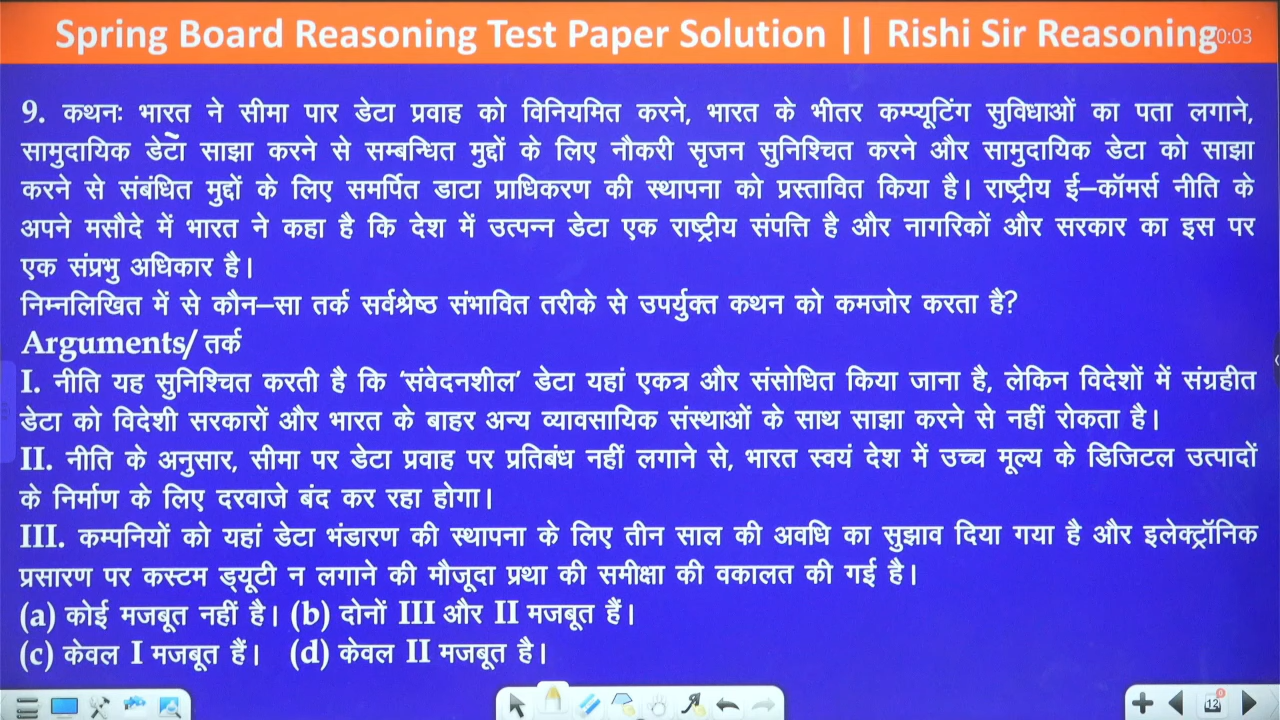 Spring Board Reasoning Test Paper Solution || Rishi Sir Reasoning
0:03
9. कथनः भारत ने सीमा पार डेटा प्रवाह को विनियमित करने, भारत के भीतर कम्प्यूटिंग सुविधाओं का पता लगाने,
सामुदायिक डेटा साझा करने से सम्बन्धित मुद्दों के लिए नौकरी सृजन सुनिश्चित करने और सामुदायिक डेटा को साझा
करने से संबंधित मुद्दों के लिए समर्पित डाटा प्राधिकरण की स्थापना को प्रस्तावित किया है। राष्ट्रीय ई–कॉमर्स नीति के
अपने मसौदे में भारत ने कहा है कि देश में उत्पन्न डेटा एक राष्ट्रीय संपत्ति है और नागरिकों और सरकार का इस पर
एक संप्रभु अधिकार है।
निम्नलिखित में से कौन–सा तर्क सर्वश्रेष्ठ संभावित तरीके से उपर्युक्त कथन को कमजोर करता है?
Arguments/ तर्क
I. नीति यह सुनिश्चित करती है कि ‘संवेदनशील’ डेटा यहां एकत्र और संसोधित किया जाना है, लेकिन विदेशों में संग्रहीत
डेटा को विदेशी सरकारों और भारत के बाहर अन्य व्यावसायिक संस्थाओं के साथ साझा करने से नहीं रोकता है।
II. नीति के अनुसार, सीमा पर डेटा प्रवाह पर प्रतिबंध नहीं लगाने से, भारत स्वयं देश में उच्च मूल्य के डिजिटल उत्पादों
के निर्माण के लिए दरवाजे बंद कर रहा होगा।
III. कम्पनियों को यहां डेटा भंडारण की स्थापना के लिए तीन साल की अवधि का सुझाव दिया गया है और इलेक्ट्रॉनिक
प्रसारण पर कस्टम ड्यूटी न लगाने की मौजूदा प्रथा की समीक्षा की वकालत की गई है।
(a) कोई मजबूत नहीं है। (b) दोनों III और II मजबूत हैं।
(c) केवल I मजबूत हैं। (d) केवल II मजबूत है।
12